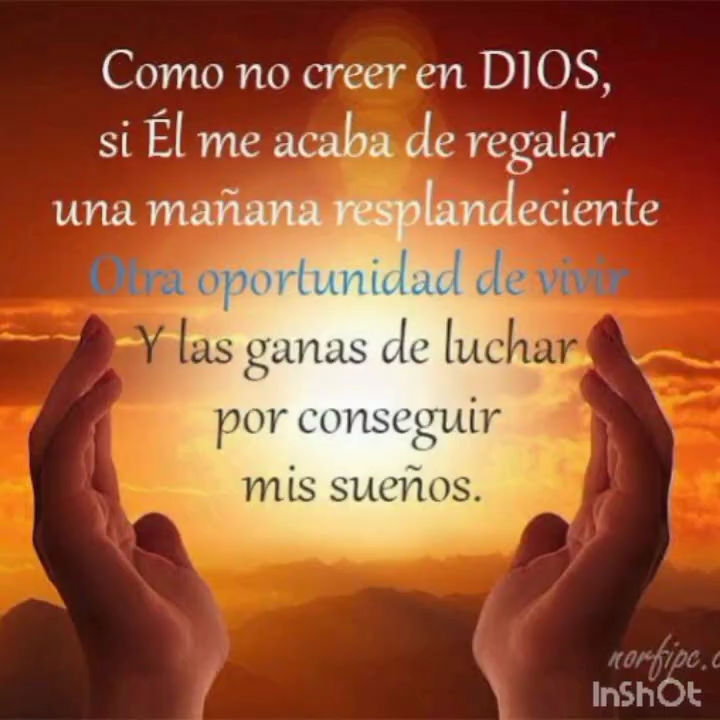 Como no creer en DIOS,
si Él me acaba de regalar
una mañana resplandeciente
Otra oportunidad de vivir
Y las ganas de luchar
por conseguir
mis sueños.
norfipc.c
InShOt